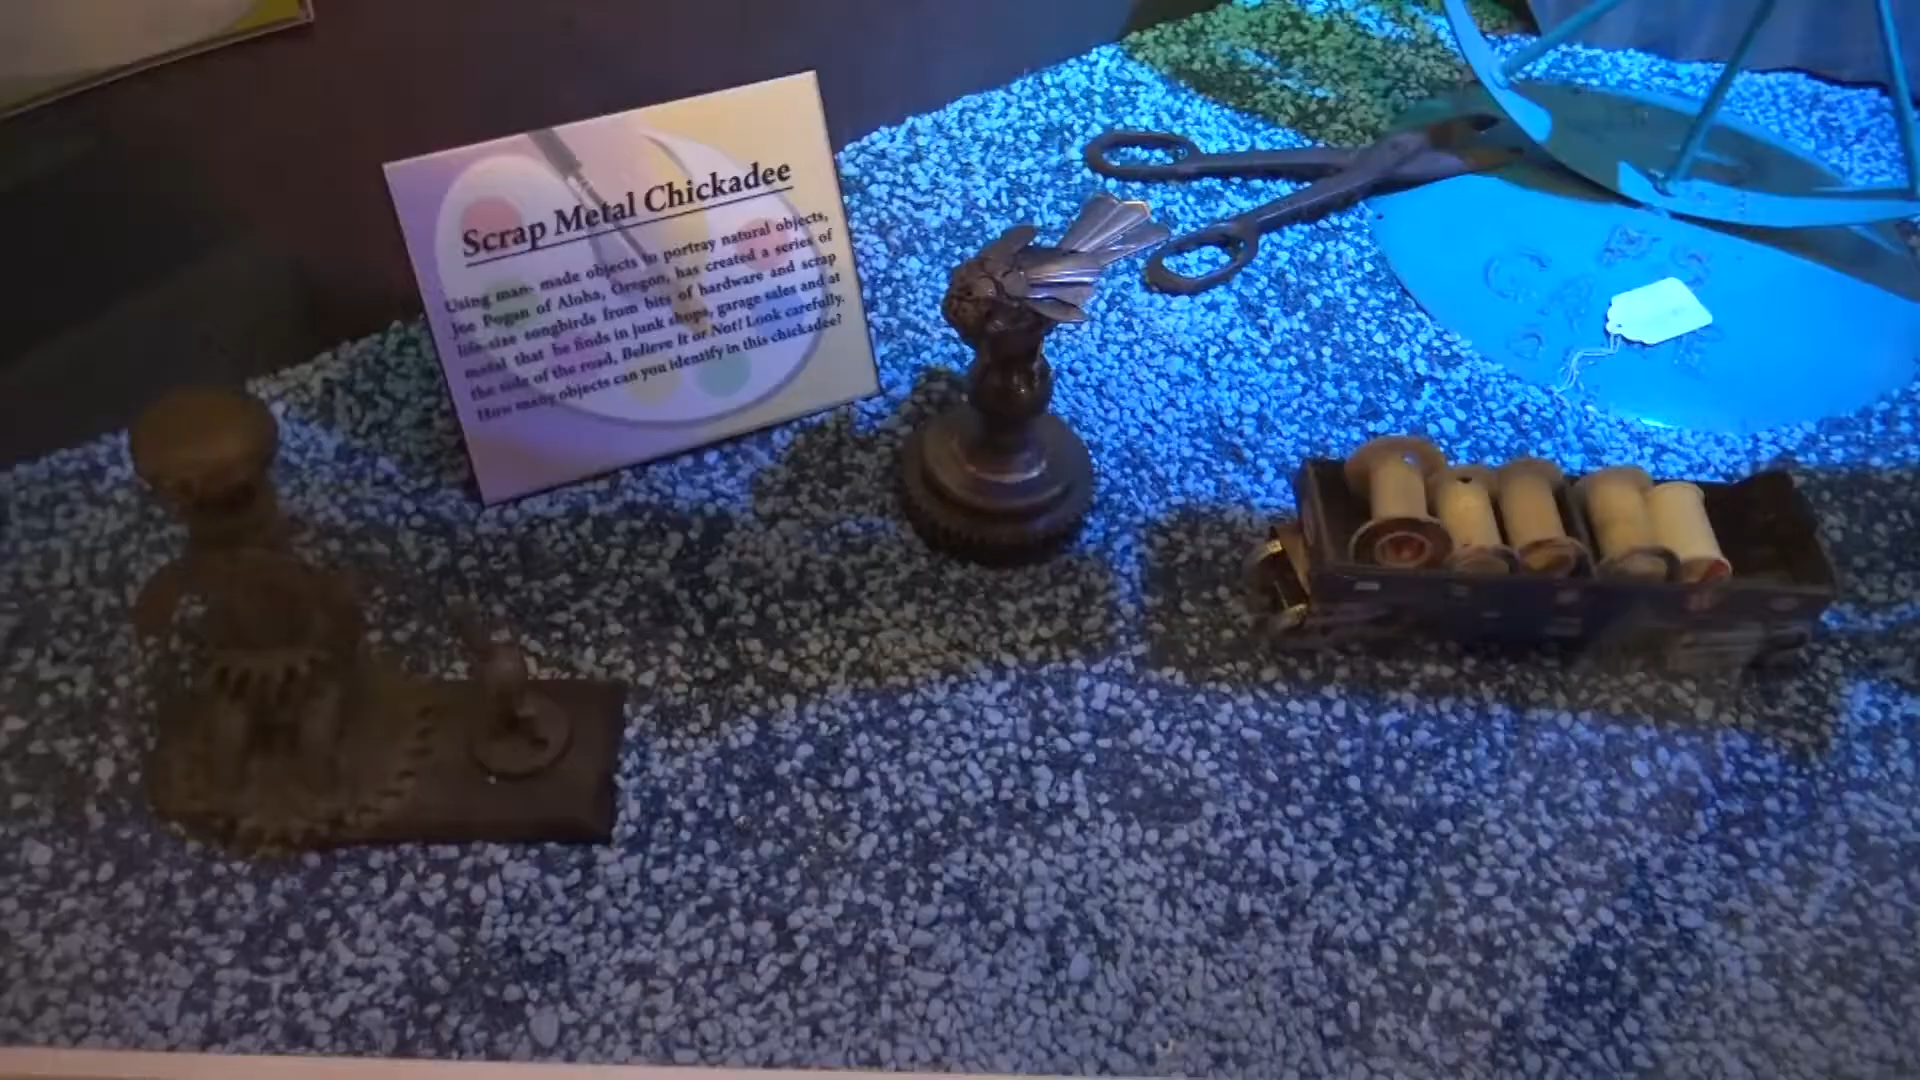 Scrap Metal Chickadee
Using man- made objects to portray natural objects,
Joe Pogan of Aloha, Oregon, has created a series of
life-size songbirds from bits of hardware and scrap
metal that he finds in junk shops, garage sales and at
the side of the road, Believe It or Not! Look carefully.
How many objects can you identify in this chickadee?